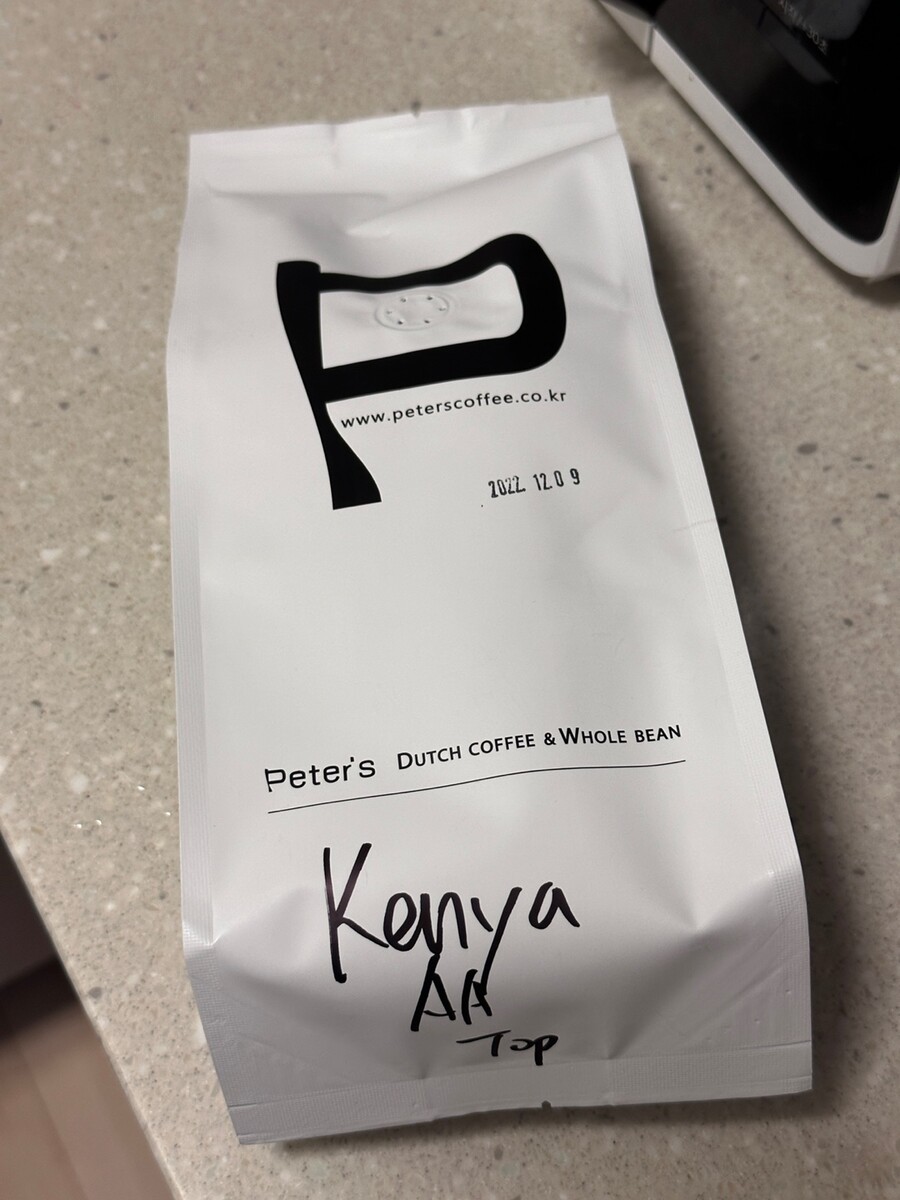 www.peterscoffee.co.kr
2022. 12.0 9
Peter's DUTCH COFFEE & WHOLE BEAN
Kenya
AA
Top